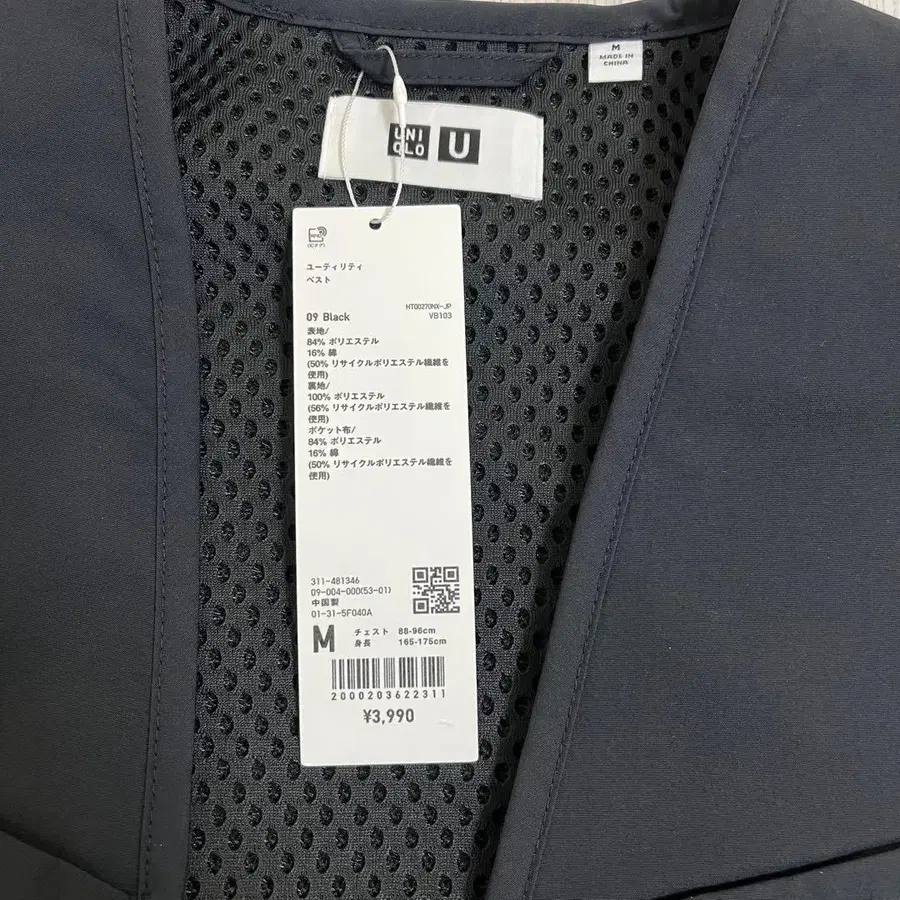 M
MADE IN
CHINA
UNI
QLO
U
RFID
(ICタグ)
ユーティリティ
ベスト
HT00270NX-JP
09 Black VB103
表地/
84% ポリエステル
16% 綿
(50% リサイクルポリエステル繊維を
使用)
裏地/
100% ポリエステル
(56% リサイクルポリエステル繊維を
使用)
ポケット布/
84% ポリエステル
16% 綿
(50% リサイクルポリエステル繊維を
使用)
311-481346
09-004-000(53-01)
中国製
01-31-5F040A
M チェスト 88-96cm
身長 165-175cm
2000203622311
¥3,990